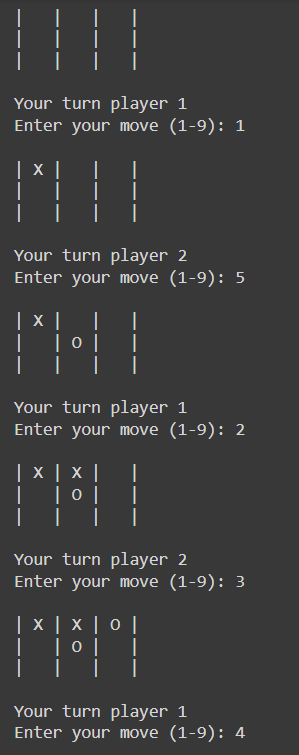 |   |   |   |
|   |   |   |
|   |   |   |
Your turn player 1
Enter your move (1-9): 1
| X |   |   |
|   |   |   |
|   |   |   |
Your turn player 2
Enter your move (1-9): 5
| X |   |   |
|   | O |   |
|   |   |   |
Your turn player 1
Enter your move (1-9): 2
| X | X |   |
|   | O |   |
|   |   |   |
Your turn player 2
Enter your move (1-9): 3
| X | X | O |
|   | O |   |
|   |   |   |
Your turn player 1
Enter your move (1-9): 4